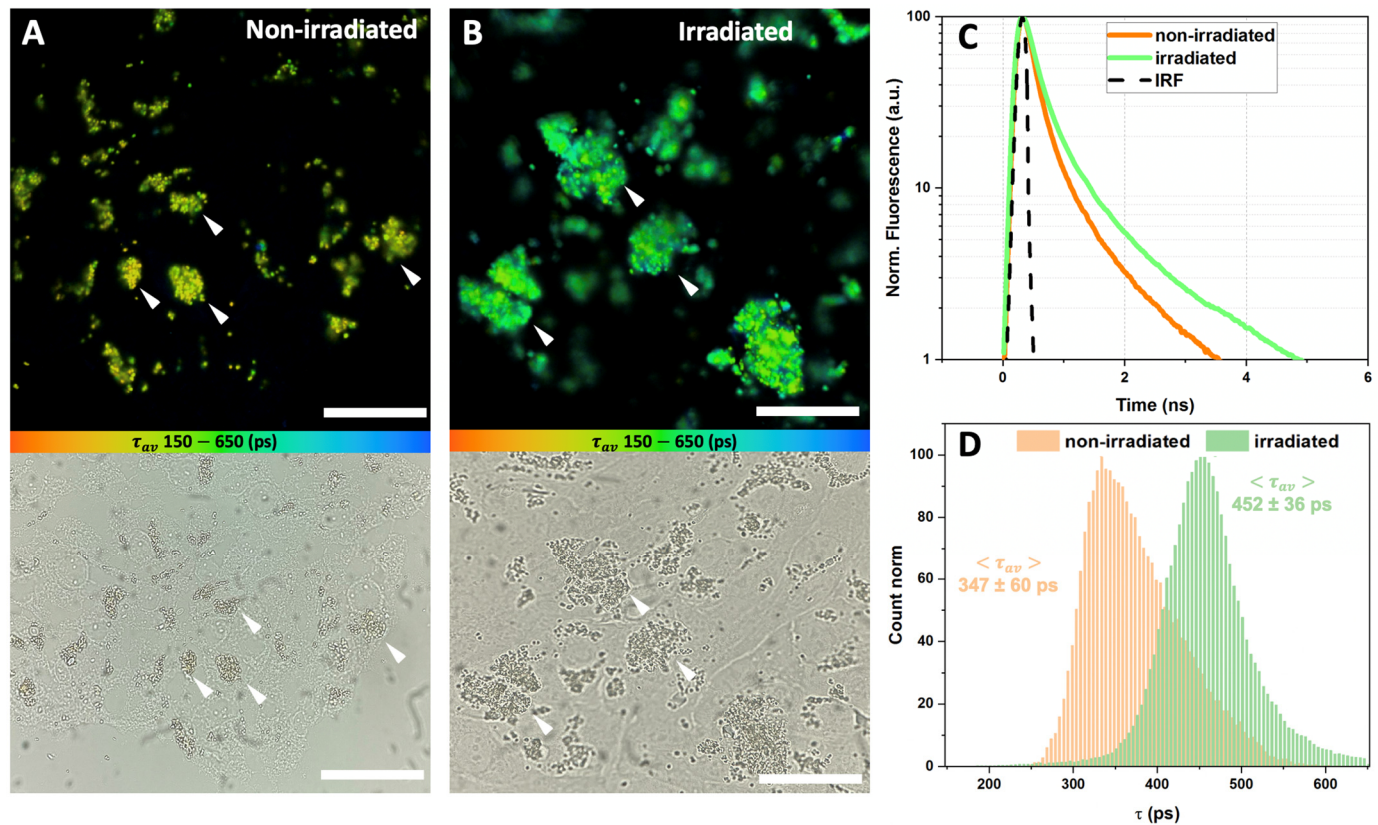 A Non-irradiated
τav 150 – 650 (ps)
B Irradiated
τav 150 – 650 (ps)
C
non-irradiated
irradiated
IRF
Norm. Fluorescence (a.u.)
100
10
1
0 2 4 6
Time (ns)
D
non-irradiated irradiated
< τav >
452 ± 36 ps
< τav >
347 ± 60 ps
Count norm
100
80
60
40
20
0
200 300 400 500 600
τ (ps)